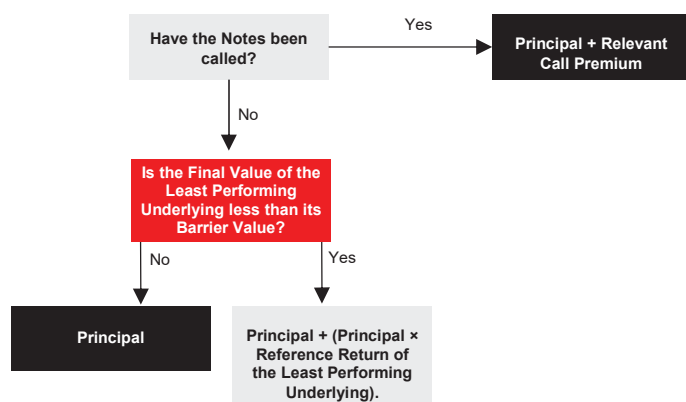 Have the Notes been
called?
Yes
Principal + Relevant
Call Premium
No
Is the Final Value of the
Least Performing
Underlying less than its
Barrier Value?
No
Yes
Principal
Principal + (Principal ×
Reference Return of
the Least Performing
Underlying).